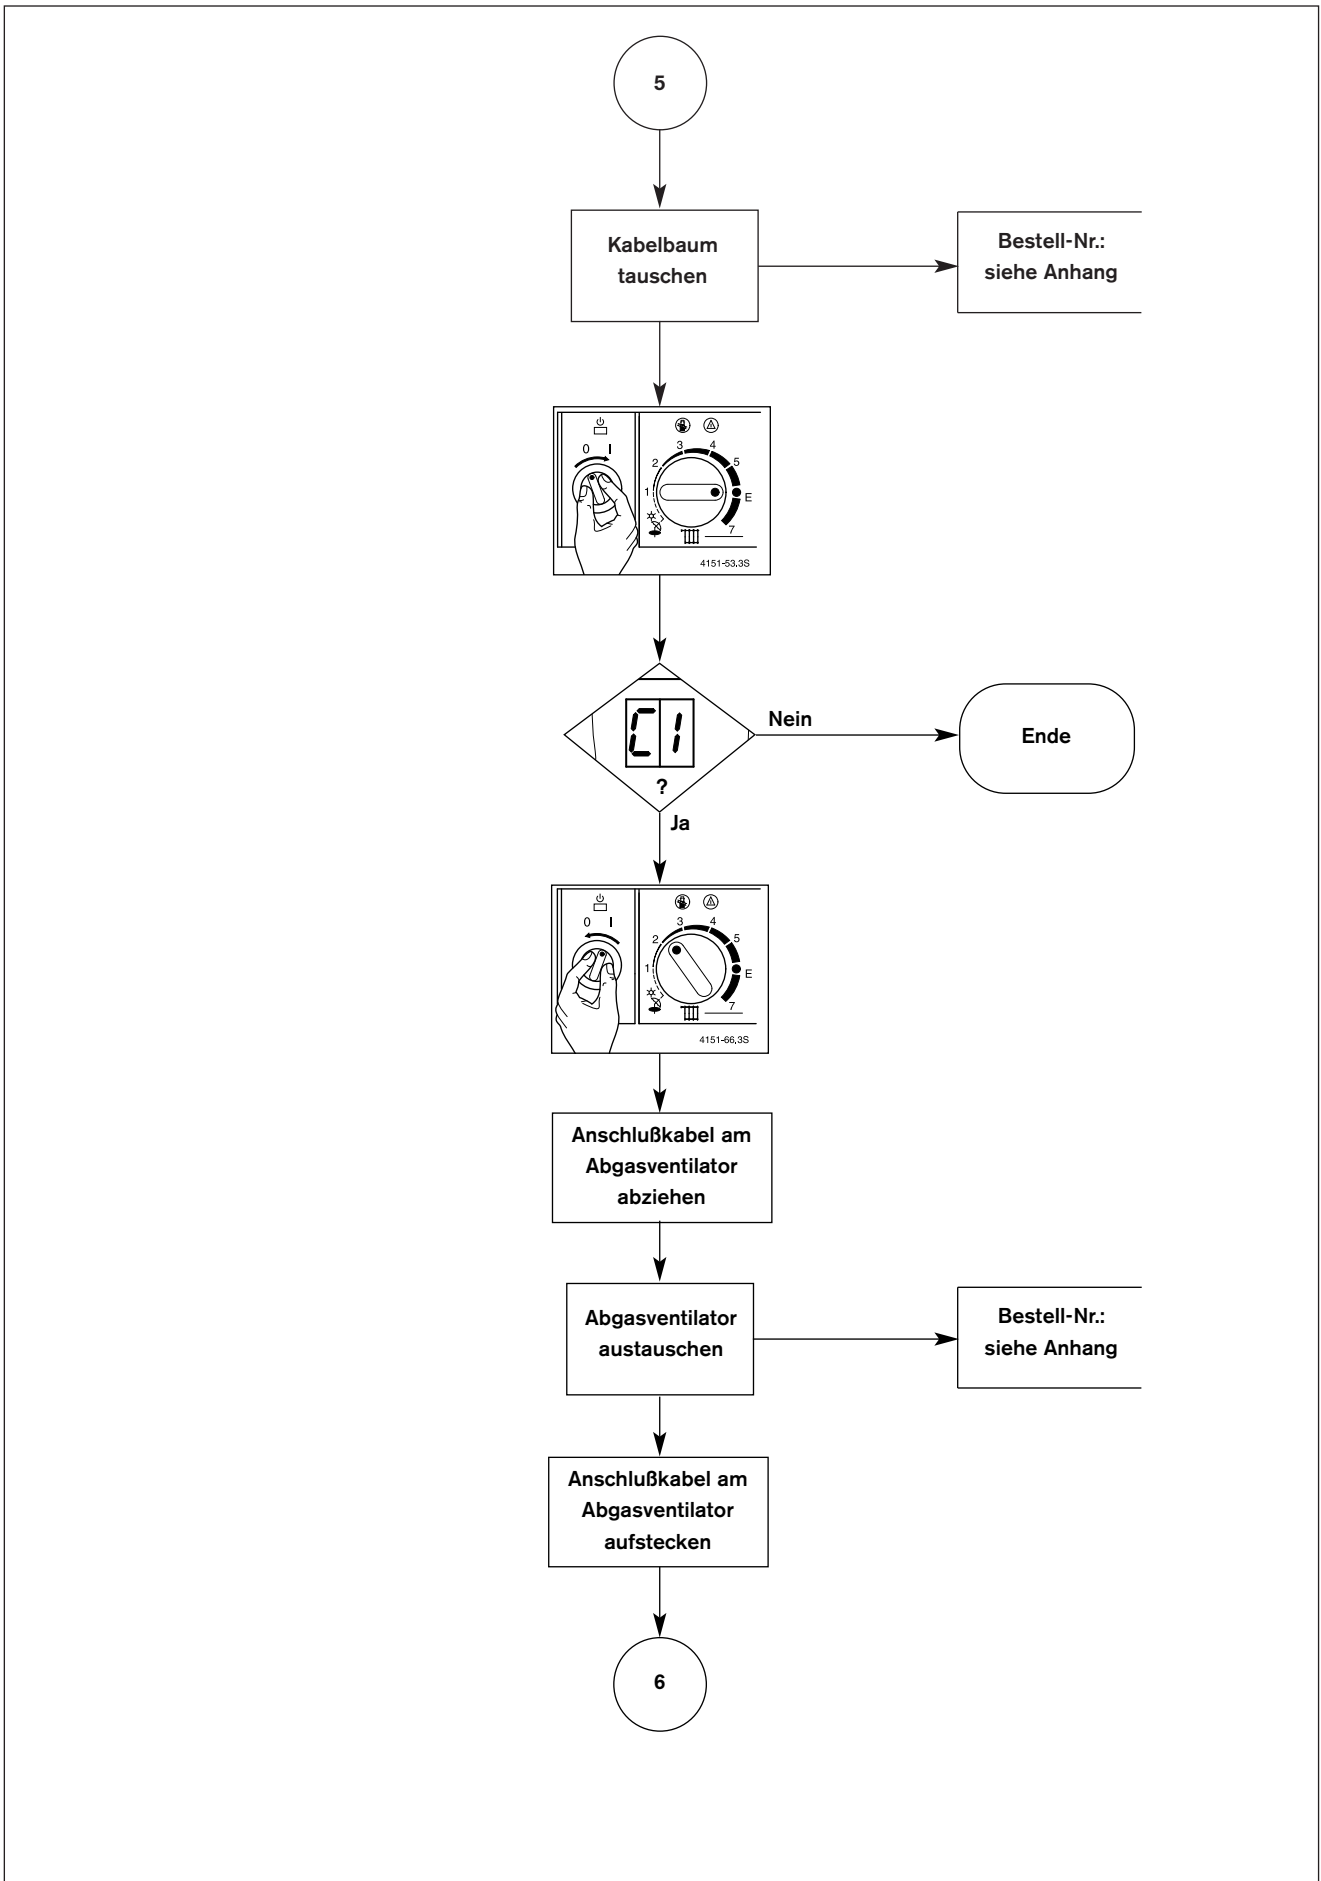 5
Kabelbaum
tauschen
Bestell-Nr.:
siehe Anhang
0 I
1 2 3 4 5 E 7
4151-53.3S
C1
?
Nein
Ende
Ja
0 I
1 2 3 4 5 E 7
4151-66,3S
Anschlußkabel am
Abgasventilator
abziehen
Abgasventilator
austauschen
Bestell-Nr.:
siehe Anhang
Anschlußkabel am
Abgasventilator
aufstecken
6